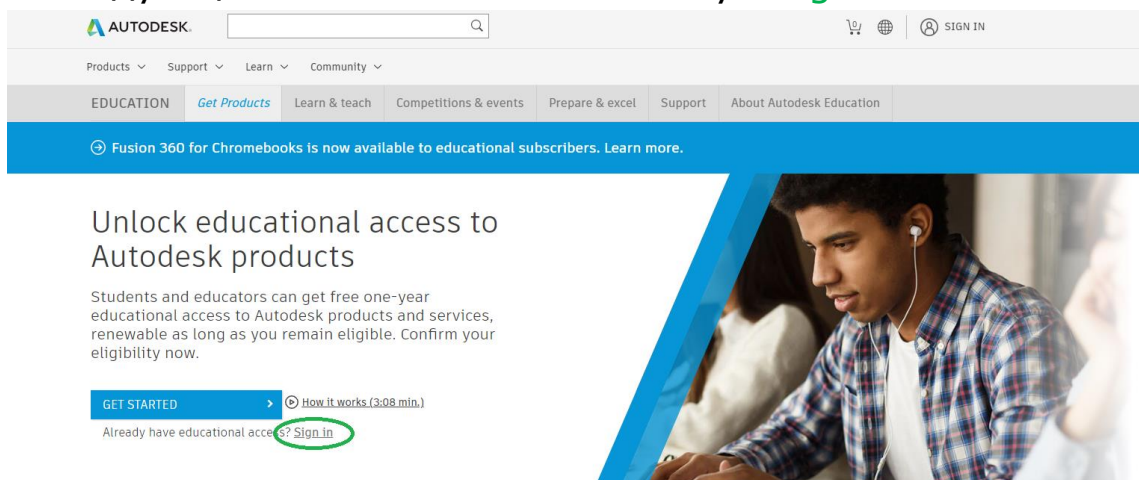 AUTODESK. SIGN IN
Products Support Learn Community
EDUCATION Get Products Learn & teach Competitions & events Prepare & excel Support About Autodesk Education
Fusion 360 for Chromebooks is now available to educational subscribers. Learn more.
Unlock educational access to
Autodesk products
Students and educators can get free one-year
educational access to Autodesk products and services,
renewable as long as you remain eligible. Confirm your
eligibility now.
GET STARTED How it works (3:08 min.)
Already have educational access? Sign in